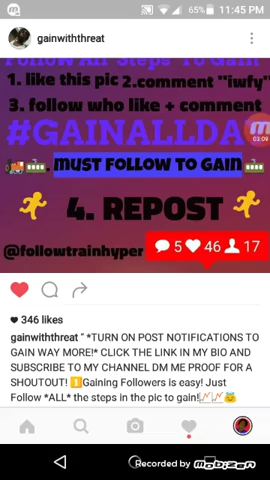 65% 11:45 PM
gainwiththreat
Follow All Steps To Gain
1. like this pic 2.comment "iwfy"
3. follow who like + comment
#GAINALLDA
03:09
🚂🚃. MUST FOLLOW TO GAIN 🚃
🏃 4. REPOST 🏃
@followtrainhyper
5 46 17
346 likes
gainwiththreat " *TURN ON POST NOTIFICATIONS TO
GAIN WAY MORE!* CLICK THE LINK IN MY BIO AND
SUBSCRIBE TO MY CHANNEL DM ME PROOF FOR A
SHOUTOUT! 1️⃣Gaining Followers is easy! Just
Follow *ALL* the steps in the pic to gain!📈📈😇
Recorded by mobizen